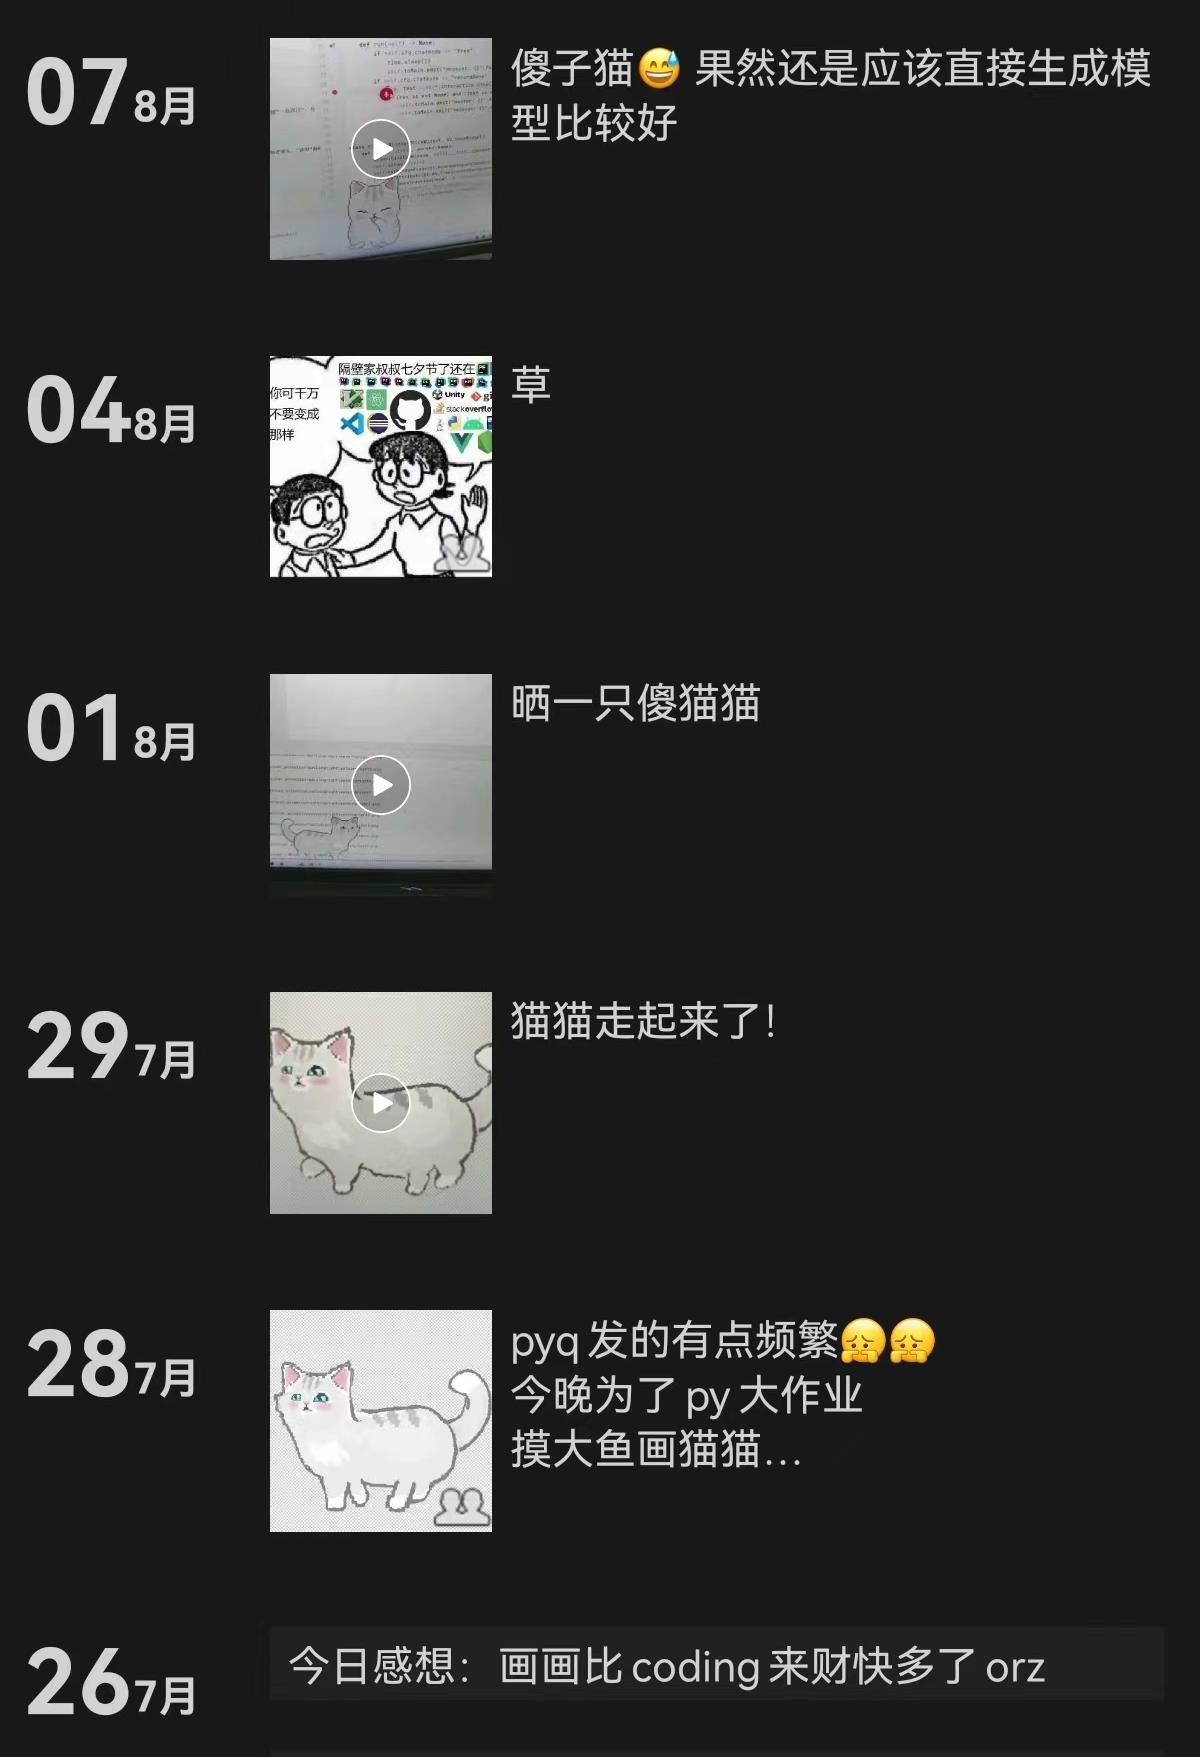 07 8月
傻子猫😅 果然还是应该直接生成模
型比较好
def run(self) -> None:
04 8月
隔壁家叔叔七夕节了还在
你可千万
不要变成
那样
Unity
stackoverflow
草
01 8月
晒一只傻猫猫
29 7月
猫猫走起来了!
28 7月
pyq 发的有点频繁🤗🤗
今晚为了 py 大作业
摸大鱼画猫猫...
26 7月
今日感想：画画比 coding 来财快多了 orz